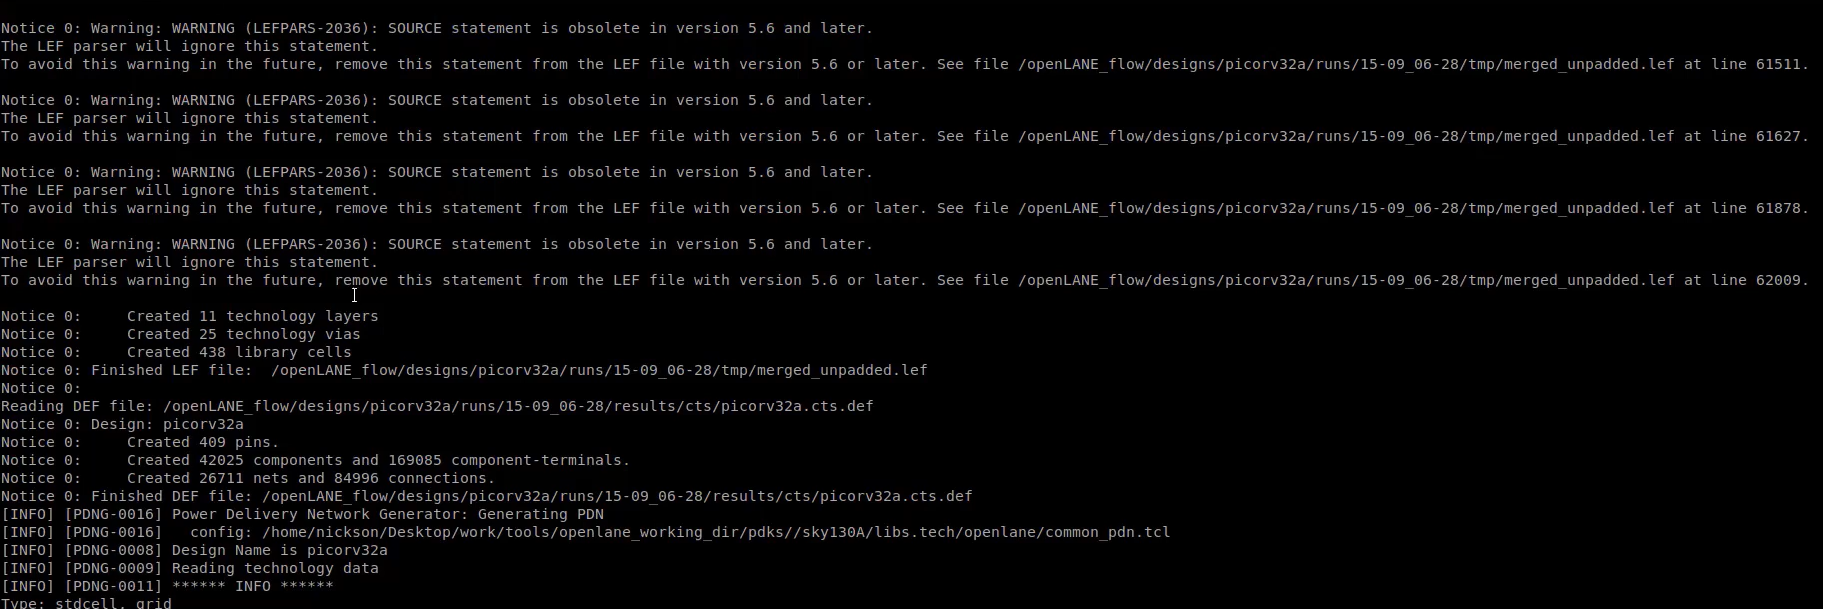 Notice 0: Warning: WARNING (LEFPARS-2036): SOURCE statement is obsolete in version 5.6 and later.
The LEF parser will ignore this statement.
To avoid this warning in the future, remove this statement from the LEF file with version 5.6 or later. See file /openLANE_flow/designs/picorv32a/runs/15-09_06-28/tmp/merged_unpadded.lef at line 61511.
Notice 0: Warning: WARNING (LEFPARS-2036): SOURCE statement is obsolete in version 5.6 and later.
The LEF parser will ignore this statement.
To avoid this warning in the future, remove this statement from the LEF file with version 5.6 or later. See file /openLANE_flow/designs/picorv32a/runs/15-09_06-28/tmp/merged_unpadded.lef at line 61627.
Notice 0: Warning: WARNING (LEFPARS-2036): SOURCE statement is obsolete in version 5.6 and later.
The LEF parser will ignore this statement.
To avoid this warning in the future, remove this statement from the LEF file with version 5.6 or later. See file /openLANE_flow/designs/picorv32a/runs/15-09_06-28/tmp/merged_unpadded.lef at line 61878.
Notice 0: Warning: WARNING (LEFPARS-2036): SOURCE statement is obsolete in version 5.6 and later.
The LEF parser will ignore this statement.
To avoid this warning in the future, remove this statement from the LEF file with version 5.6 or later. See file /openLANE_flow/designs/picorv32a/runs/15-09_06-28/tmp/merged_unpadded.lef at line 62009.
Notice 0:     Created 11 technology layers
Notice 0:     Created 25 technology vias
Notice 0:     Created 438 library cells
Notice 0: Finished LEF file:  /openLANE_flow/designs/picorv32a/runs/15-09_06-28/tmp/merged_unpadded.lef
Notice 0:
Reading DEF file: /openLANE_flow/designs/picorv32a/runs/15-09_06-28/results/cts/picorv32a.cts.def
Notice 0: Design: picorv32a
Notice 0:     Created 409 pins.
Notice 0:     Created 42025 components and 169085 component-terminals.
Notice 0:     Created 26711 nets and 84996 connections.
Notice 0: Finished DEF file: /openLANE_flow/designs/picorv32a/runs/15-09_06-28/results/cts/picorv32a.cts.def
[INFO] [PDNG-0016] Power Delivery Network Generator: Generating PDN
[INFO] [PDNG-0016]   config: /home/nickson/Desktop/work/tools/openlane_working_dir/pdks//sky130A/libs.tech/openlane/common_pdn.tcl
[INFO] [PDNG-0008] Design Name is picorv32a
[INFO] [PDNG-0009] Reading technology data
[INFO] [PDNG-0011] ****** INFO ******
Type: stdcell, grid